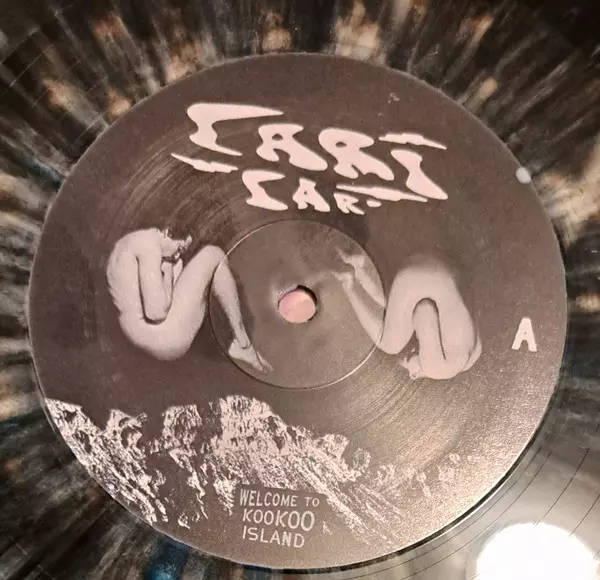 CARI
CARI
A
WELCOME TO
KOOKOO
ISLAND